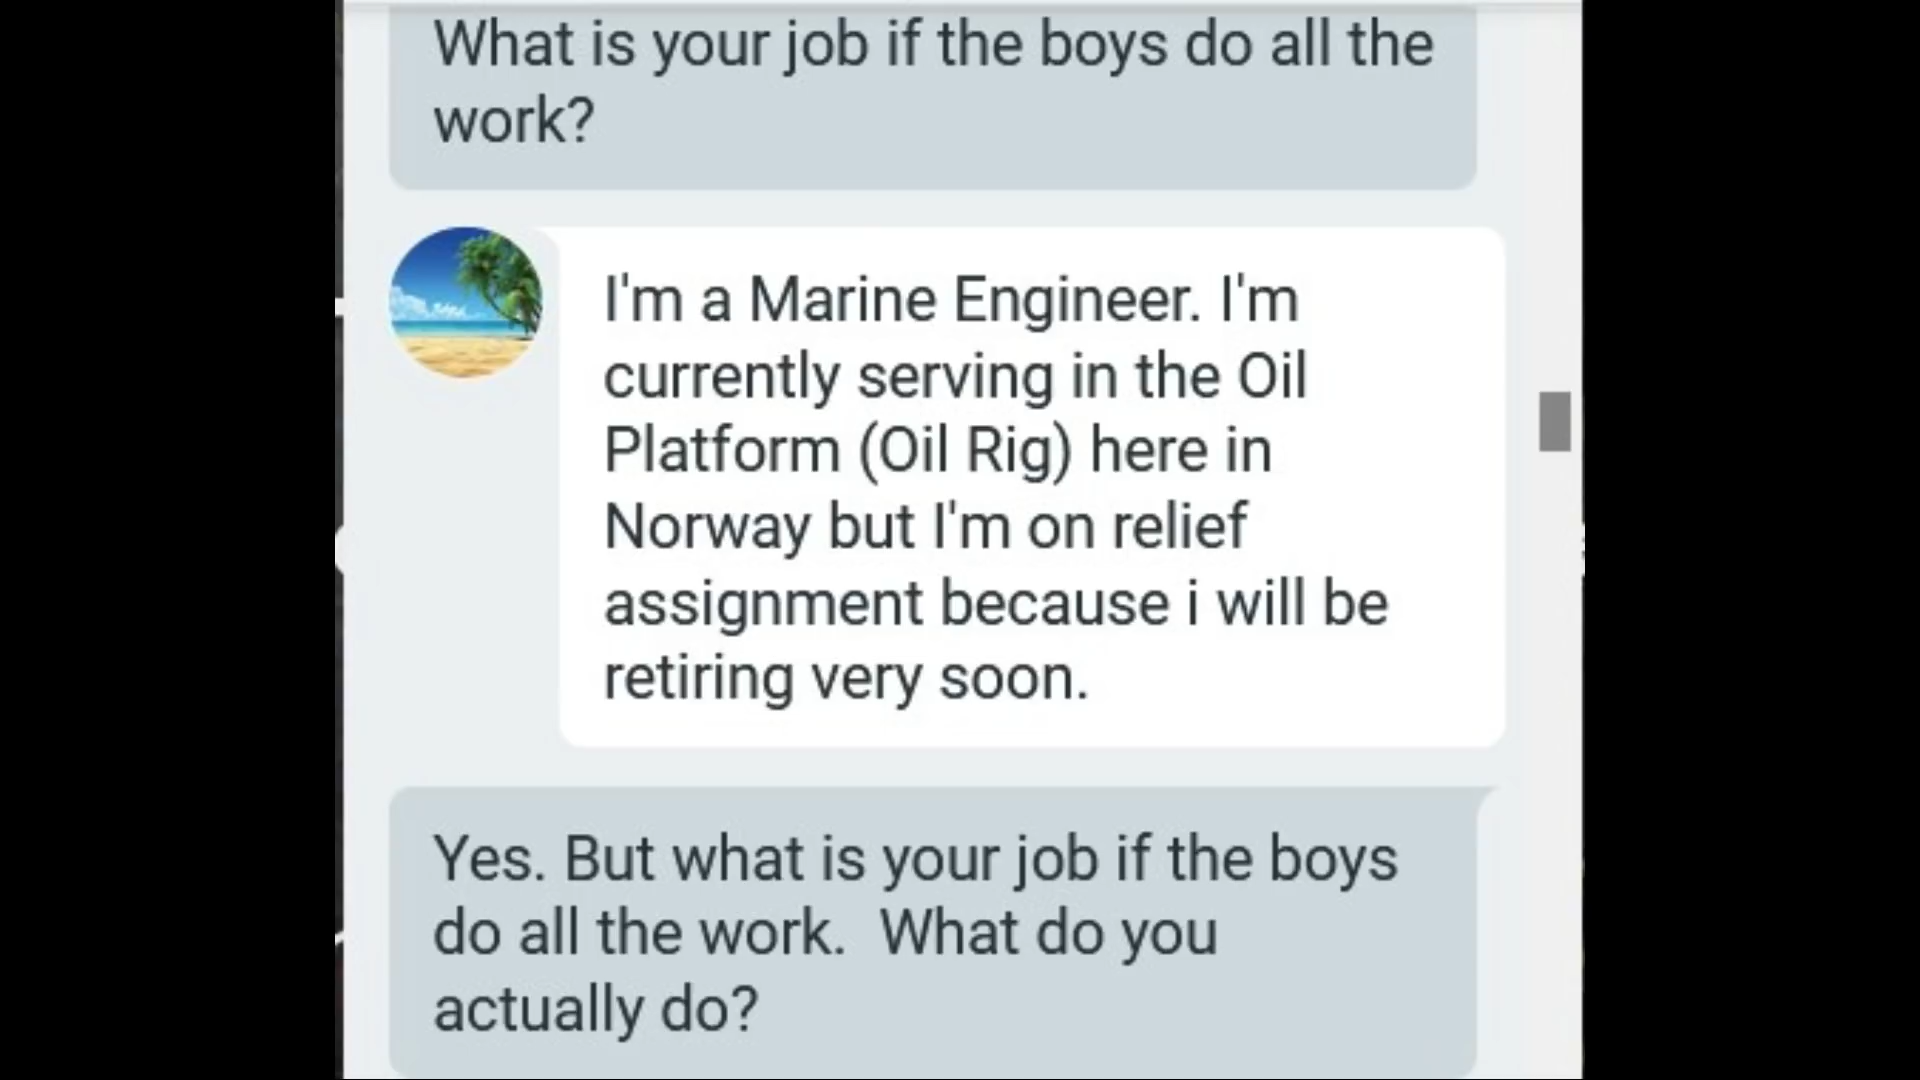 What is your job if the boys do all the
work?
I'm a Marine Engineer. I'm
currently serving in the Oil
Platform (Oil Rig) here in
Norway but I'm on relief
assignment because i will be
retiring very soon.
Yes. But what is your job if the boys
do all the work.  What do you
actually do?